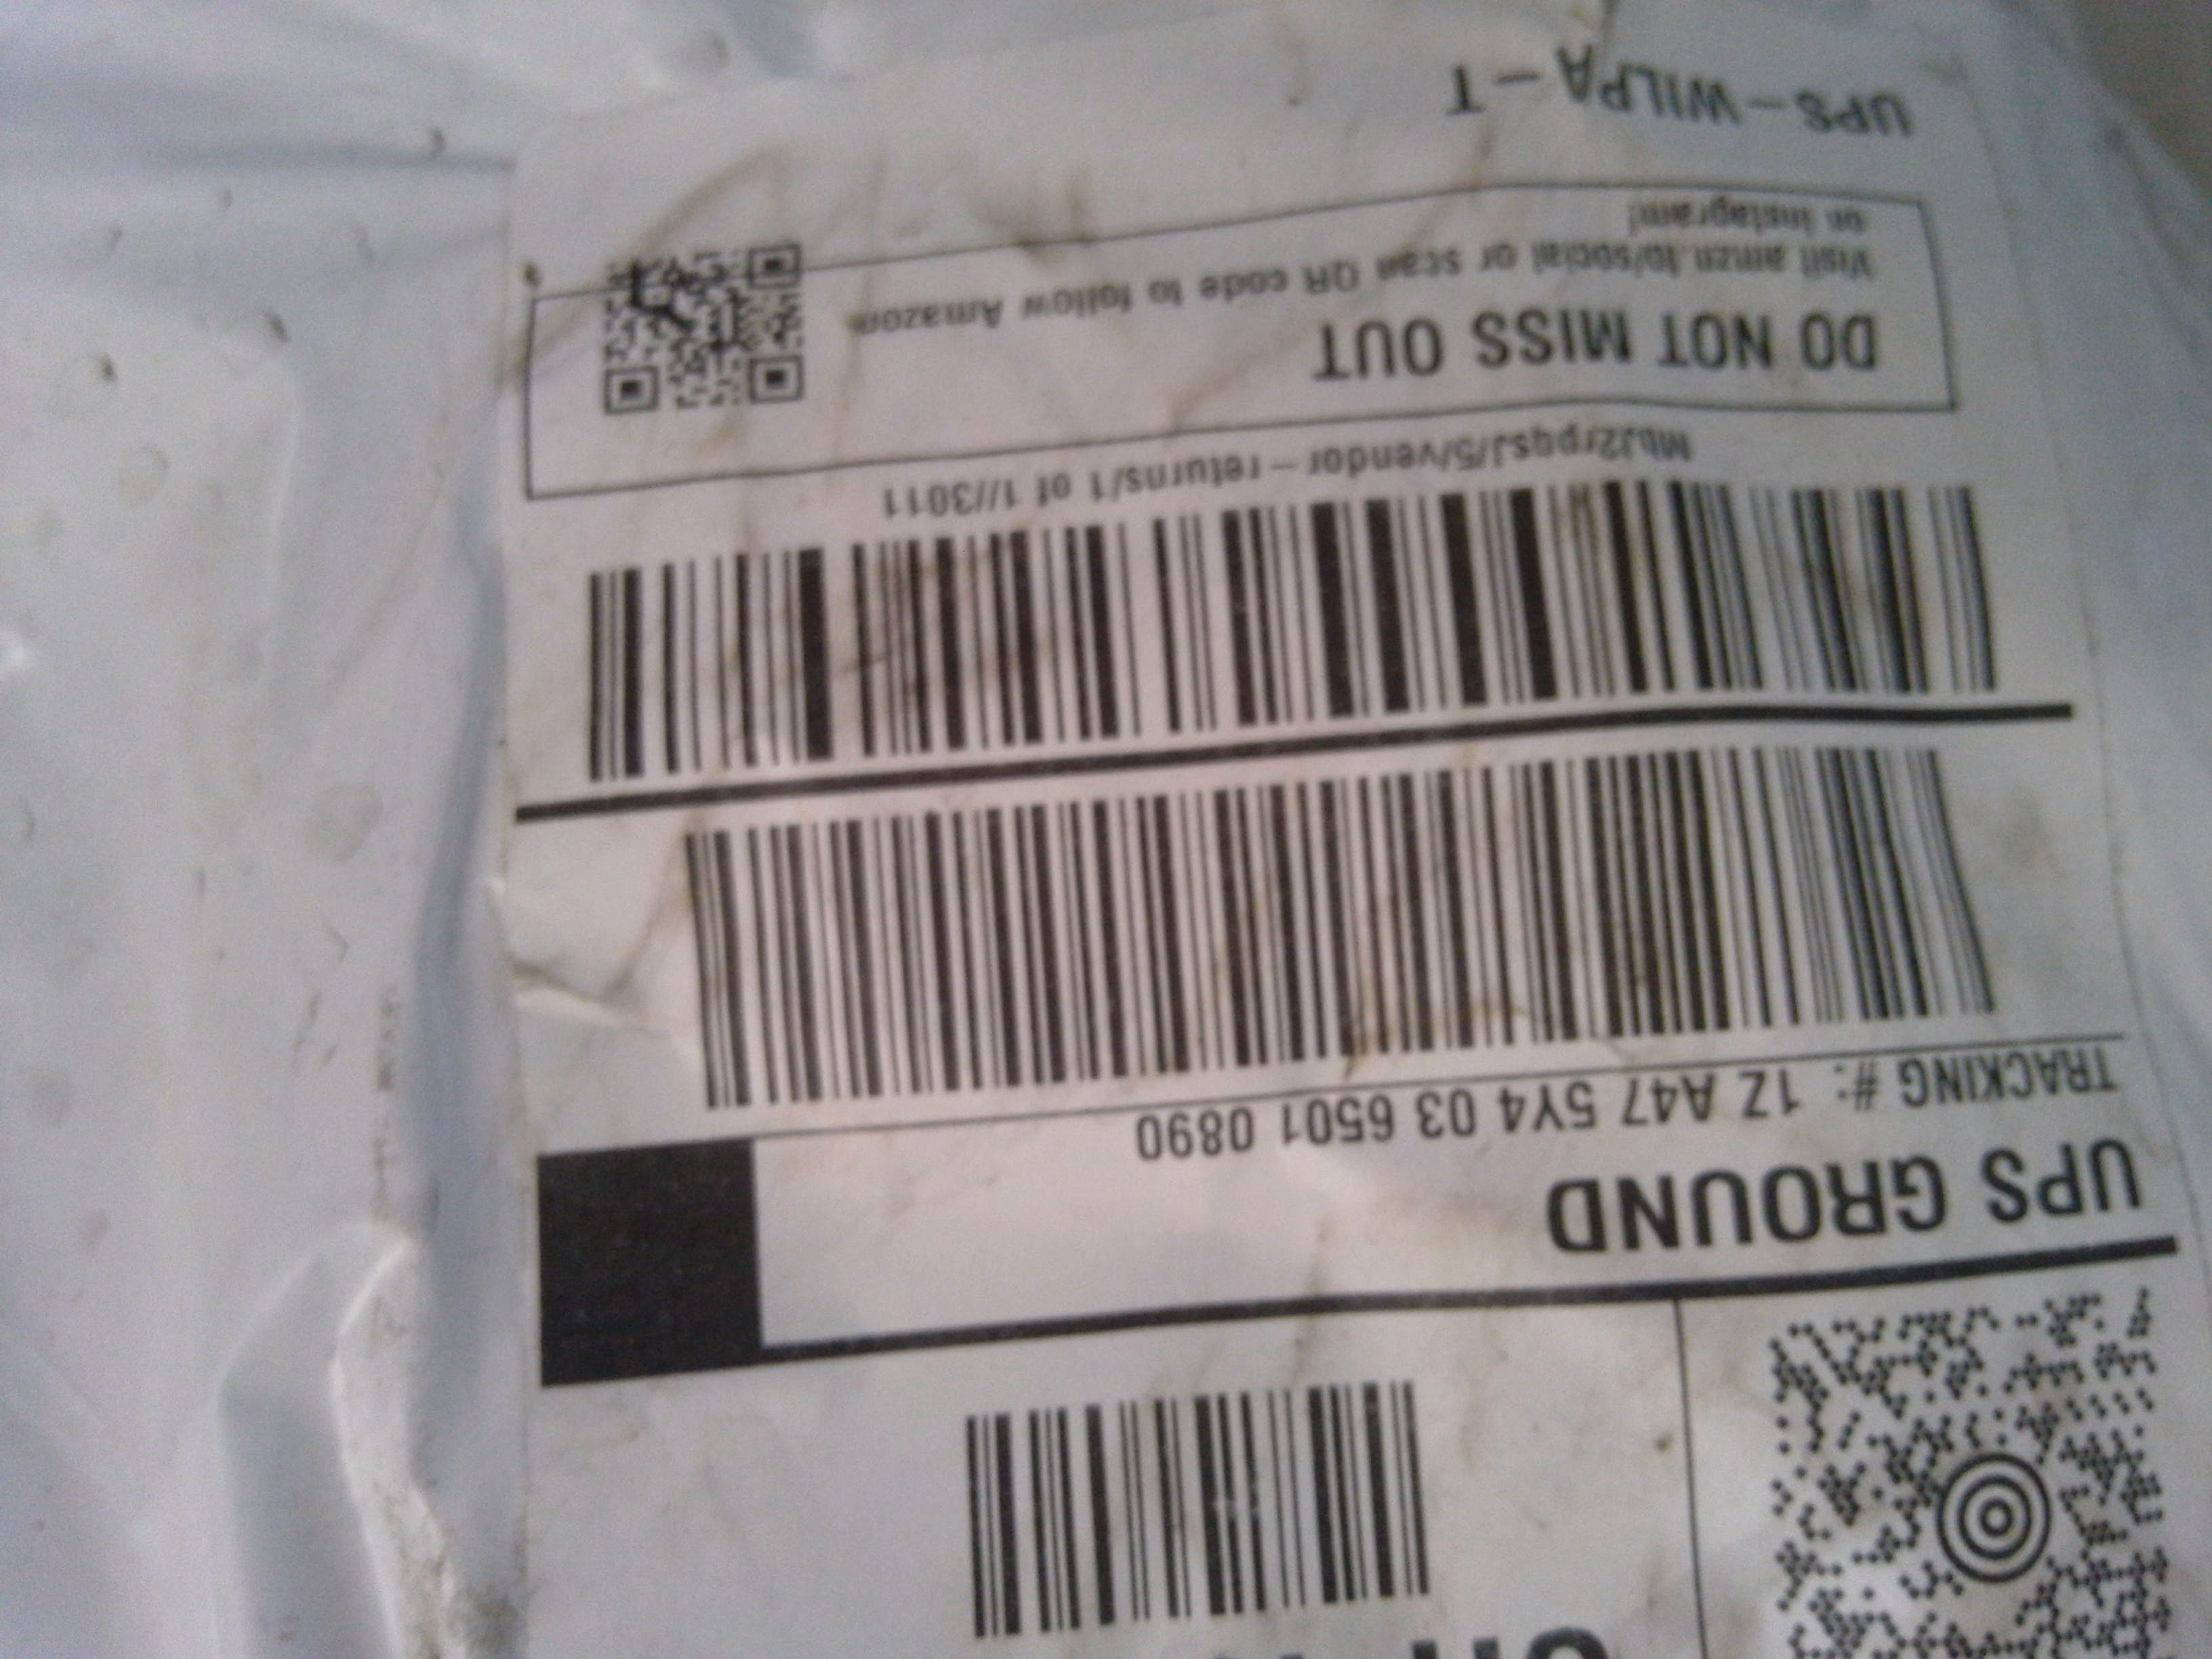 UPS GROUND
TRACKING #: 1Z A47 5Y4 03 6501 0890
MbJ2rpqsJ/5/vendor-returns/1 of 1//3011
DO NOT MISS OUT
Visit amzn.to/social or scan QR code to follow Amazon
on Instagram!
UPS-WILPA-T